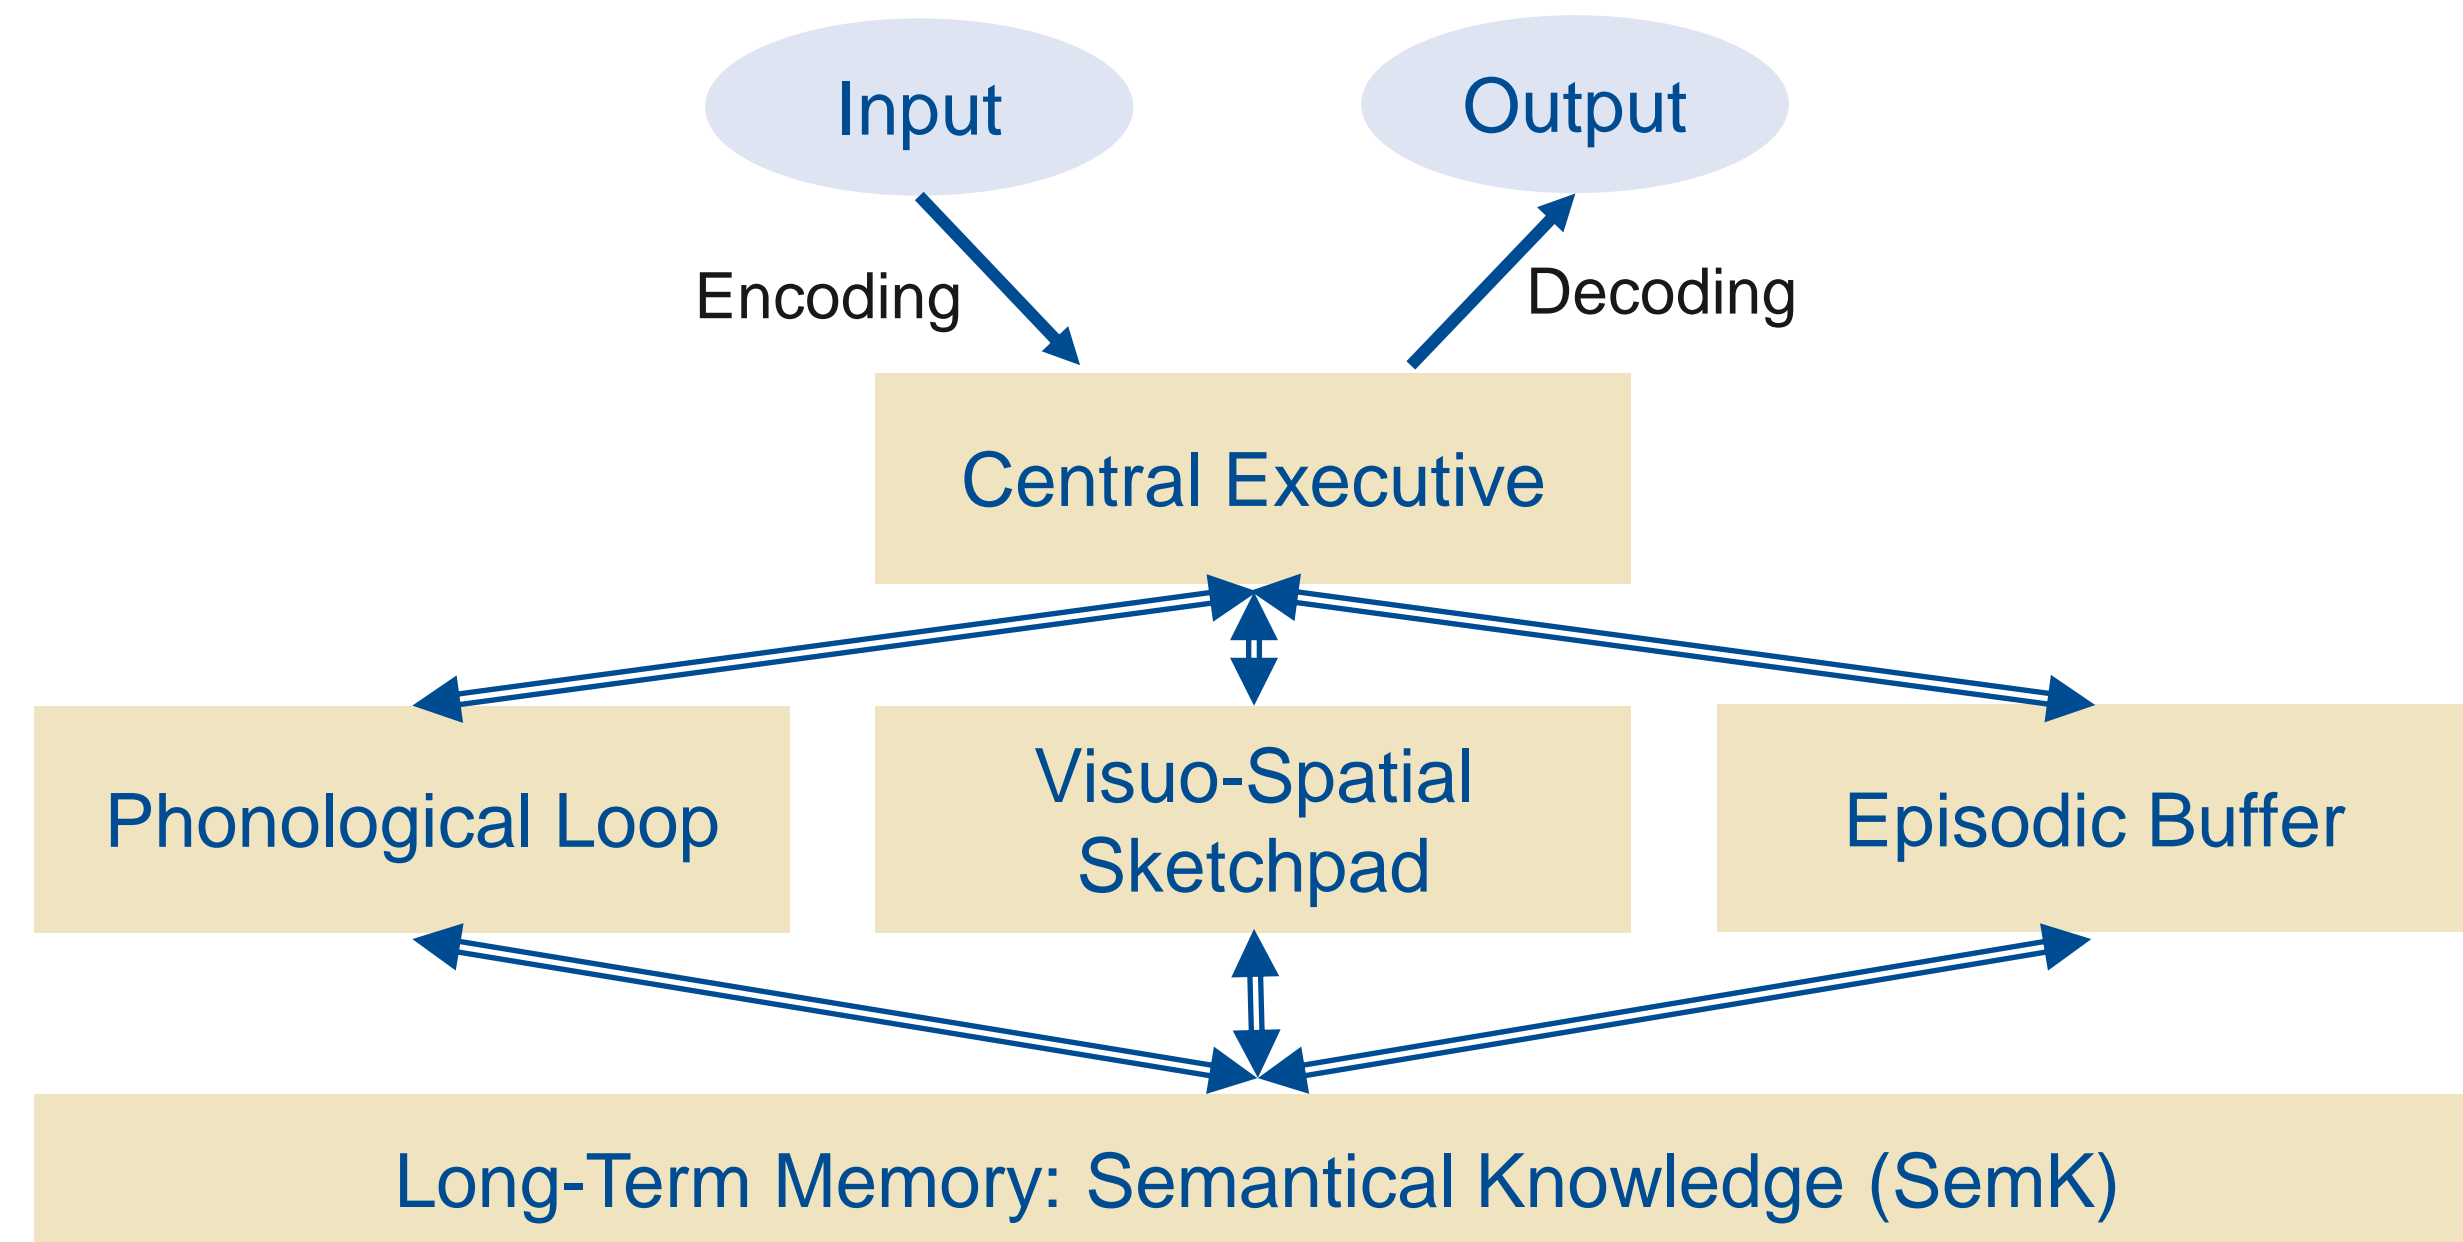 Input
Output
Encoding
Decoding
Central Executive
Phonological Loop
Visuo-Spatial
Sketchpad
Episodic Buffer
Long-Term Memory: Semantical Knowledge (SemK)